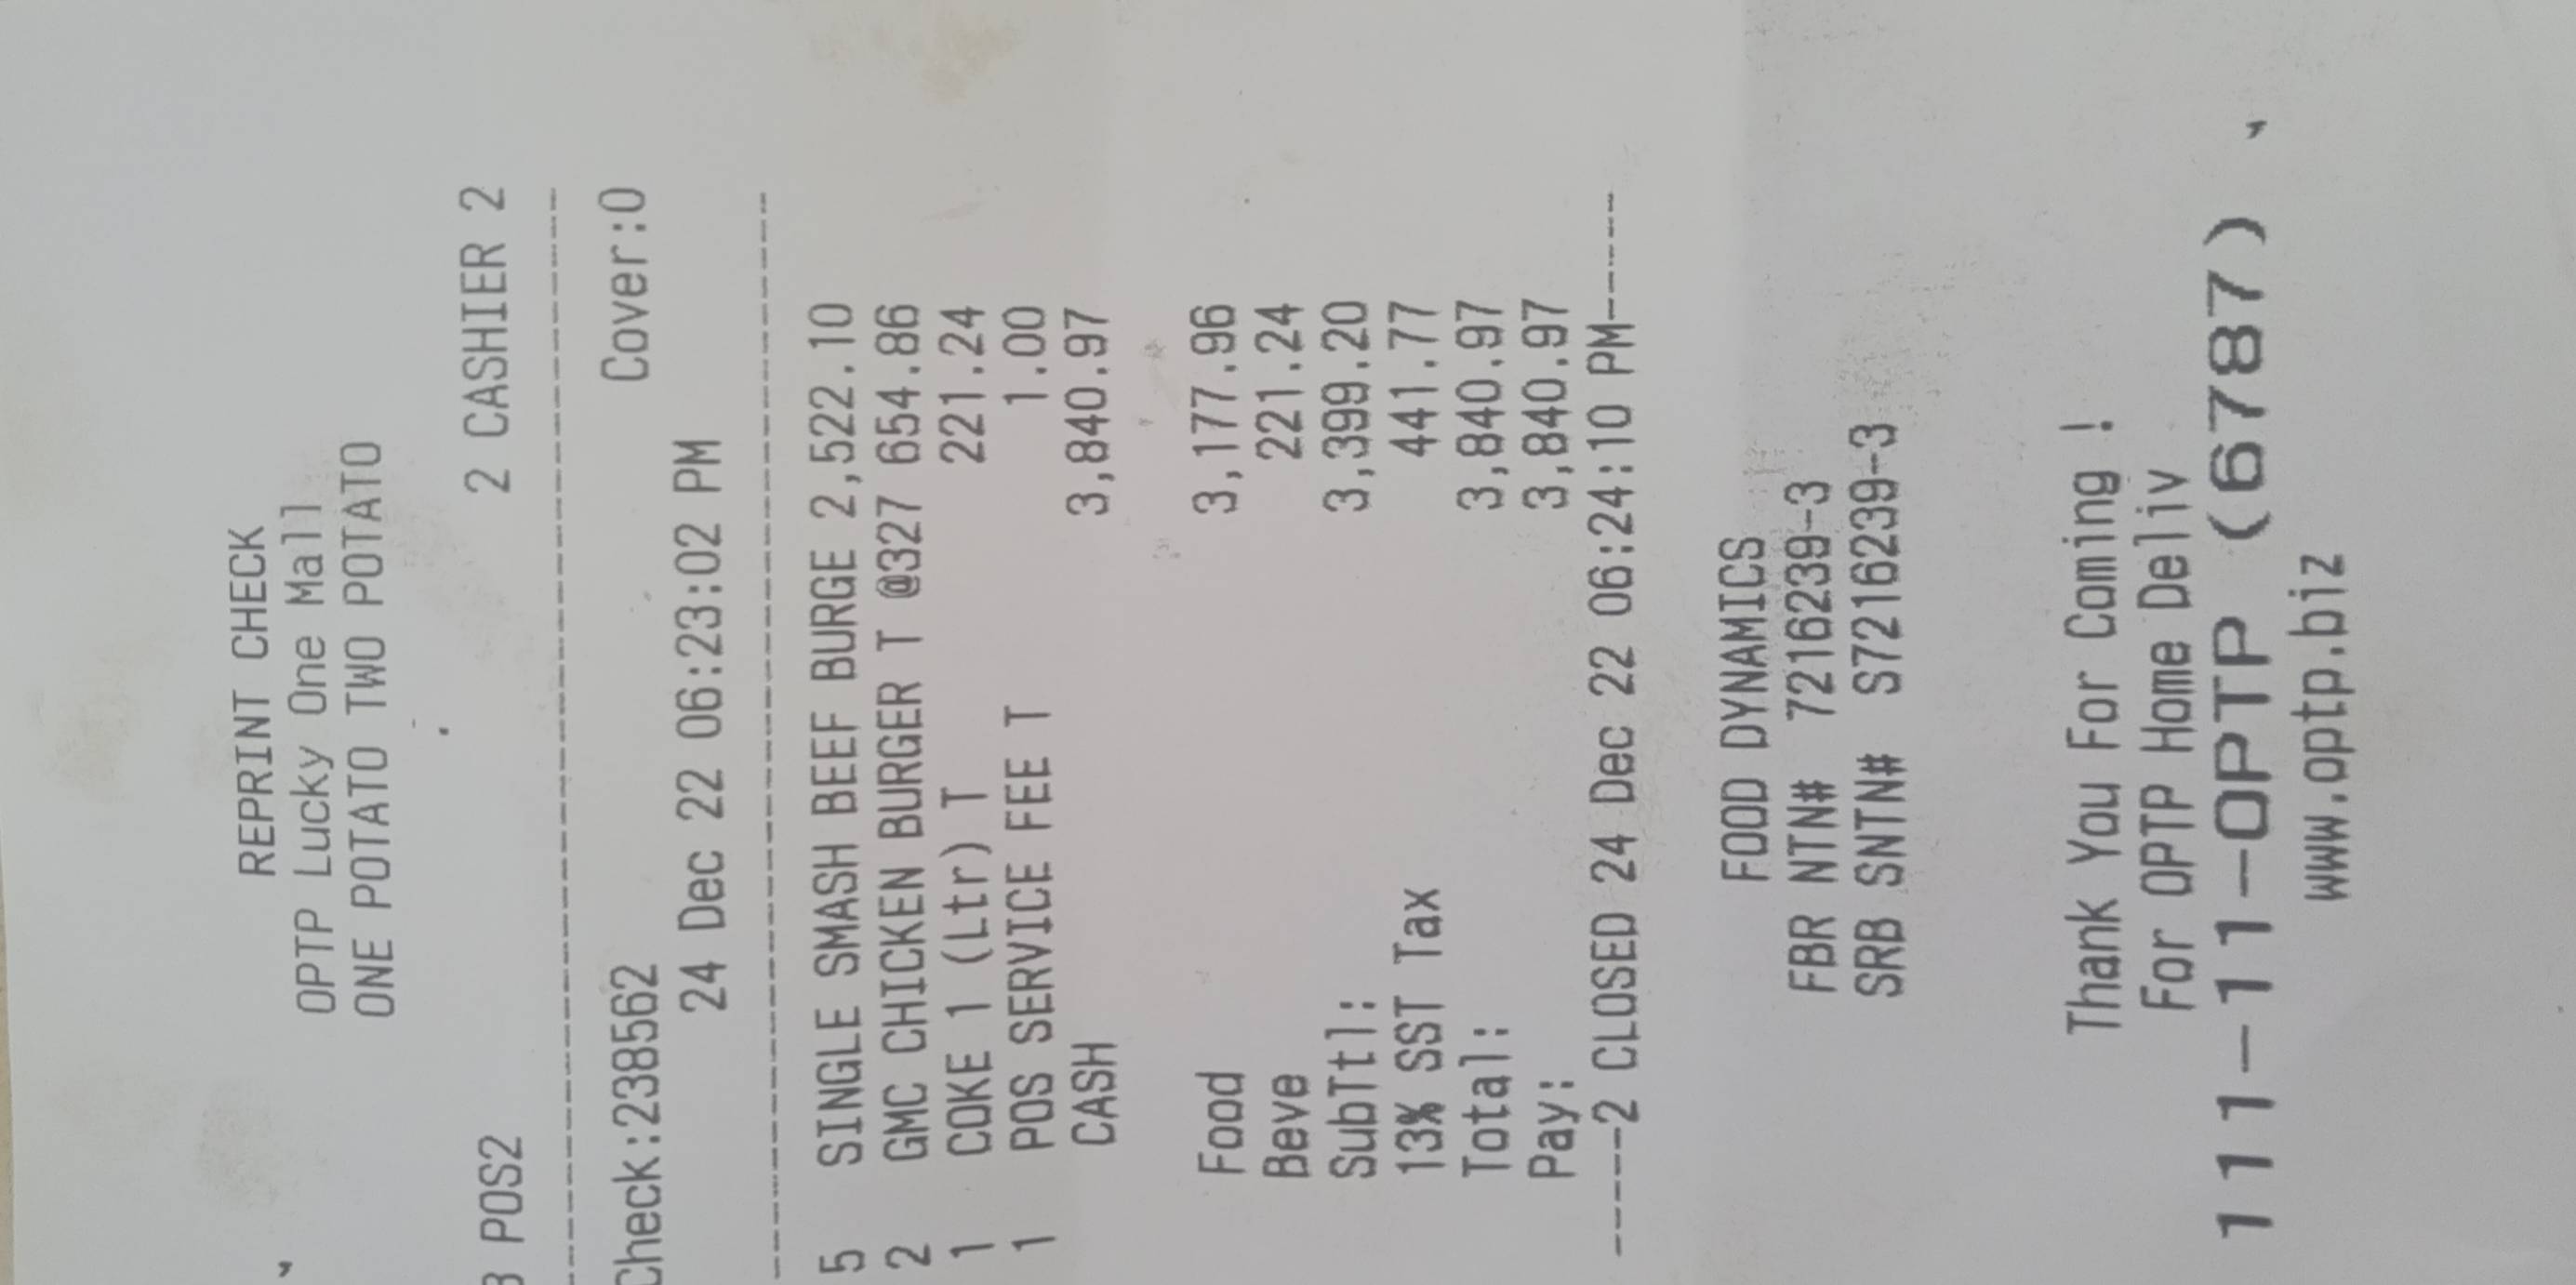 REPRINT CHECK
OPTP Lucky One Mall
ONE POTATO TWO POTATO
POS2 2 CASHIER 2
Check:238562 Cover:0
24 Dec 22 06:23:02 PM
5 SINGLE SMASH BEEF BURGE 2,522.10
2 GMC CHICKEN BURGER T @327 654.86
1 COKE 1 (Ltr) T 221.24
1 POS SERVICE FEE T 1.00
CASH 3,840.97
Food 3,177.96
Beve 221.24
SubTtl: 3,399.20
13% SST Tax 441.77
Total: 3,840.97
Pay: 3,840.97
-----2 CLOSED 24 Dec 22 06:24:10 PM-----
FOOD DYNAMICS
FBR NTN# 7216239-3
SRB SNTN# S7216239-3
Thank You For Coming !
For OPTP Home Deliv
111-11-OPTP (6787)
www.optp.biz